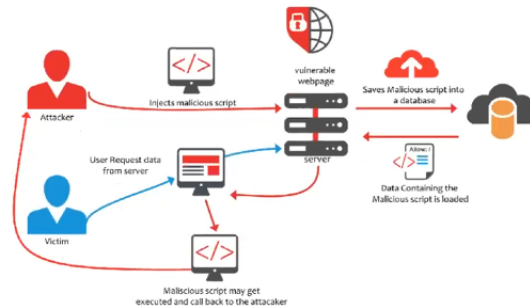 vulnerable
webpage
</>
Injects malicious script
Saves Malicious script into
a database
Attacker
server
User Request data
from server
Allow: /
</>
Data Containing the
Malicious script is loaded
Victim
</>
Maliscious script may get
executed and call back to the attacaker